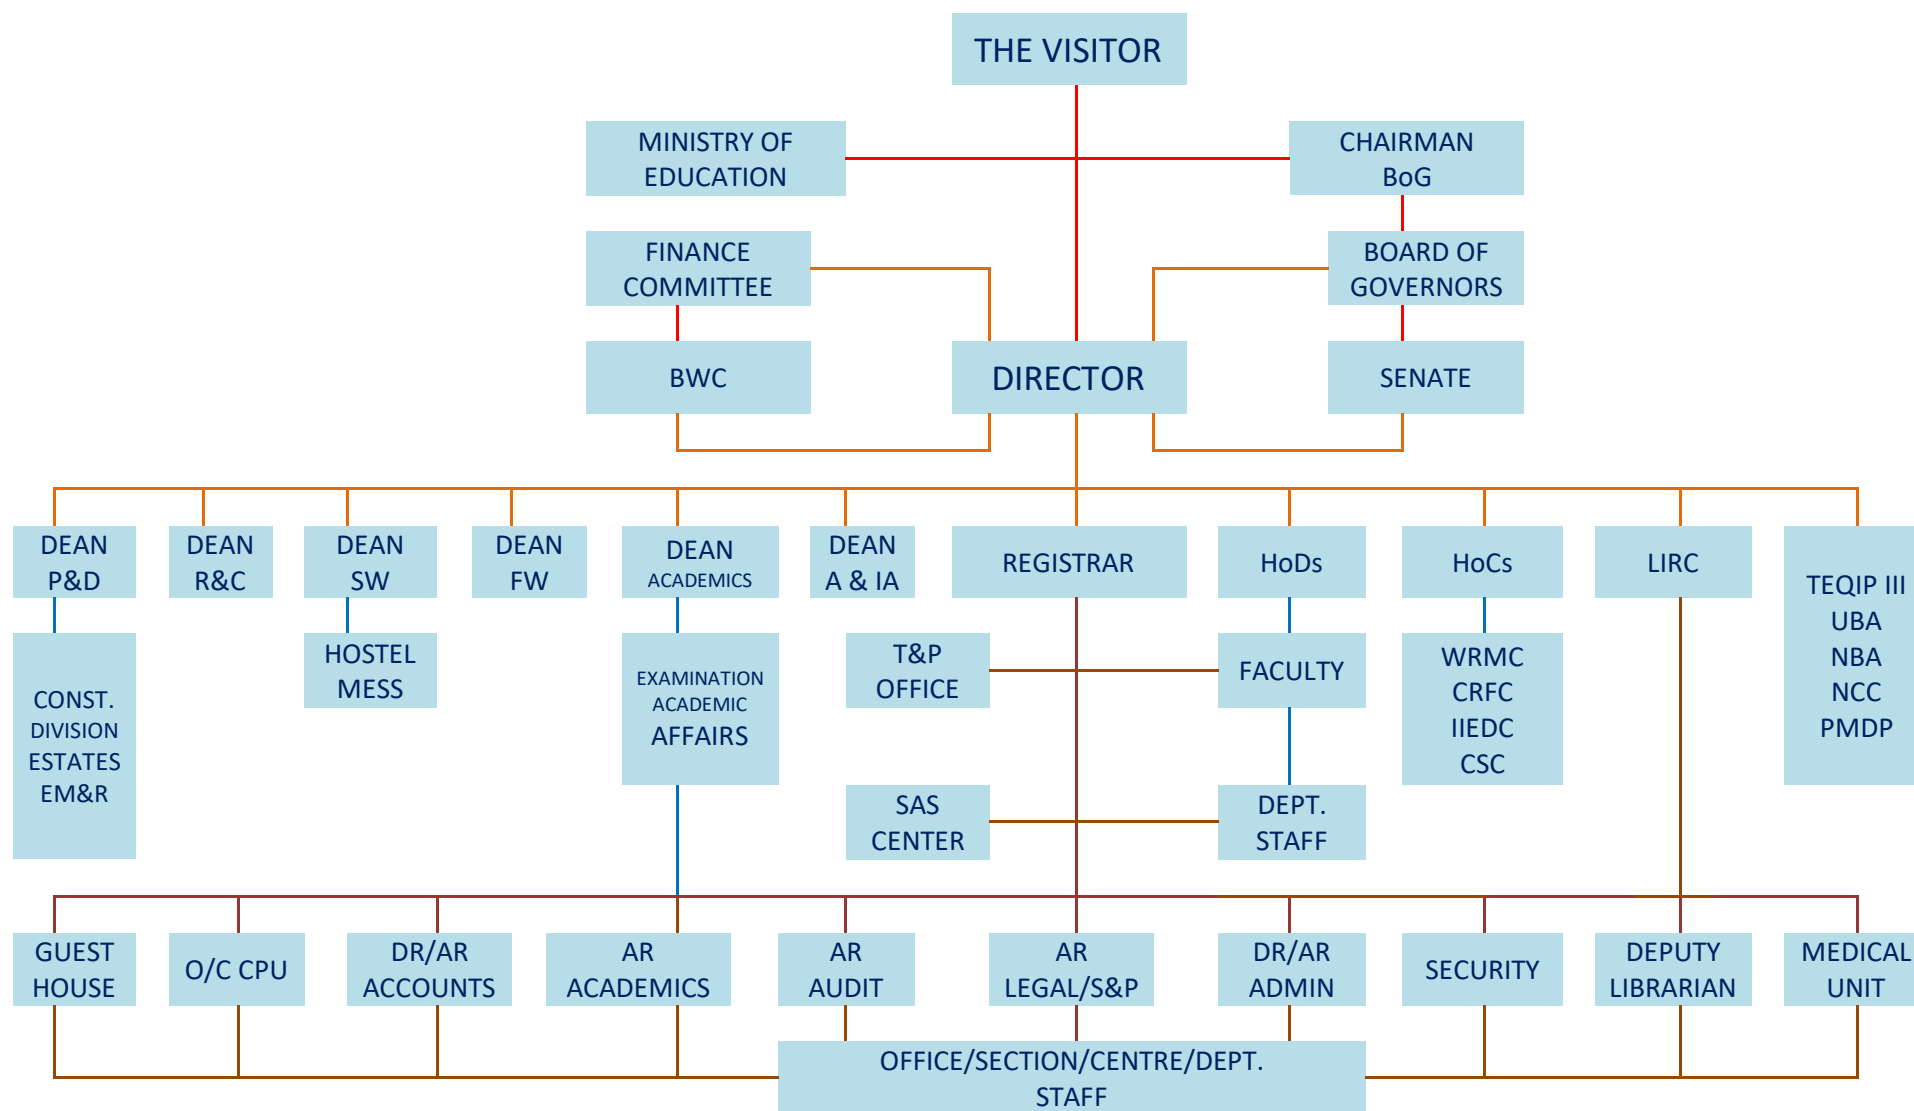 THE VISITOR
MINISTRY OF
EDUCATION
CHAIRMAN
BoG
FINANCE
COMMITTEE
BOARD OF
GOVERNORS
BWC
DIRECTOR
SENATE
DEAN
P&D
DEAN
R&C
DEAN
SW
DEAN
FW
DEAN
ACADEMICS
DEAN
A & IA
REGISTRAR
HoDs
HoCs
LIRC
TEQIP III
UBA
NBA
NCC
PMDP
CONST.
DIVISION
ESTATES
EM&R
HOSTEL
MESS
EXAMINATION
ACADEMIC
AFFAIRS
T&P
OFFICE
FACULTY
WRMC
CRFC
IIEDC
CSC
SAS
CENTER
DEPT.
STAFF
GUEST
HOUSE
O/C CPU
DR/AR
ACCOUNTS
AR
ACADEMICS
AR
AUDIT
AR
LEGAL/S&P
DR/AR
ADMIN
SECURITY
DEPUTY
LIBRARIAN
MEDICAL
UNIT
OFFICE/SECTION/CENTRE/DEPT.
STAFF